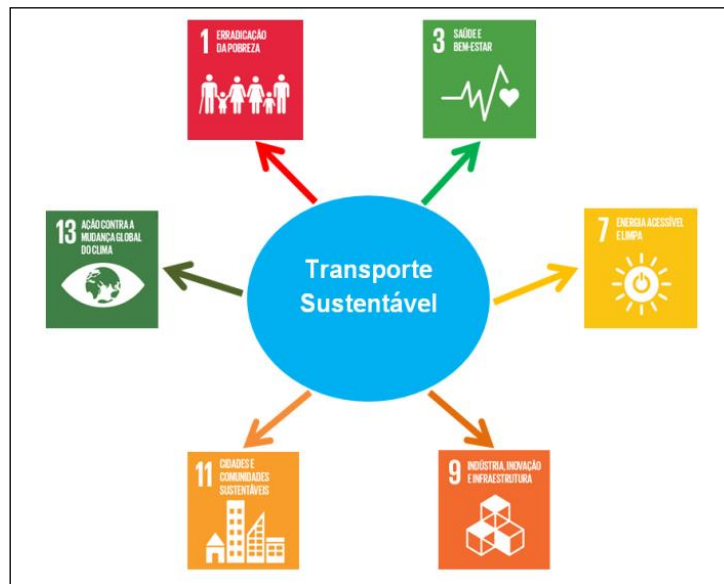 1 ERRADICAÇÃO
DA POBREZA
3 SAÚDE E
BEM-ESTAR
13 AÇÃO CONTRA A
MUDANÇA GLOBAL
DO CLIMA
7 ENERGIA ACESSÍVEL
E LIMPA
Transporte
Sustentável
11 CIDADES E
COMUNIDADES
SUSTENTÁVEIS
9 INDÚSTRIA, INOVAÇÃO
E INFRAESTRUTURA